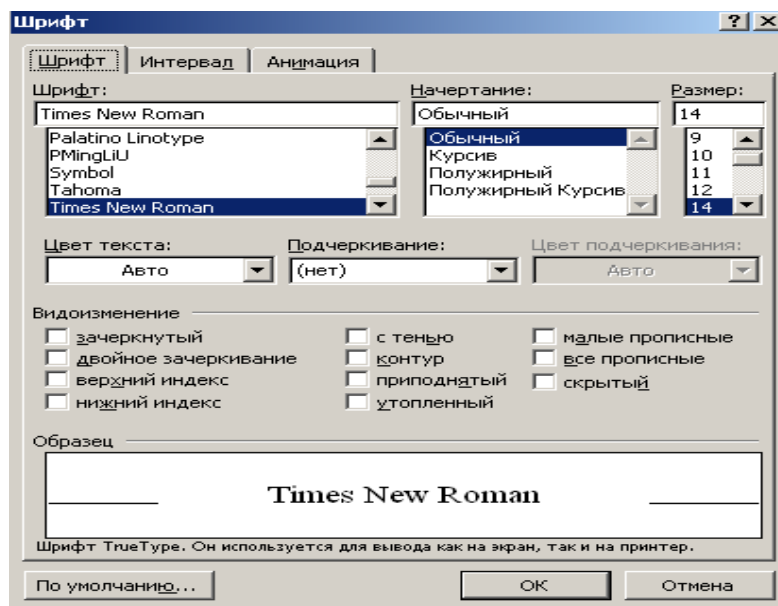 Шрифт
Шрифт Интервал Анимация
Шрифт: Начертание: Размер:
Times New Roman Обычный 14
Palatino Linotype Обычный 9
PMingLiU Курсив 10
Symbol Полужирный 11
Tahoma Полужирный Курсив 12
Times New Roman 14
Цвет текста: Подчеркивание: Цвет подчеркивания:
Авто (нет) Авто
Видоизменение
зачеркнутый с тенью малые прописные
двойное зачеркивание контур все прописные
верхний индекс приподнятый скрытый
нижний индекс утопленный
Образец
Times New Roman
Шрифт TrueType. Он используется для вывода как на экран, так и на принтер.
По умолчанию... OK Отмена